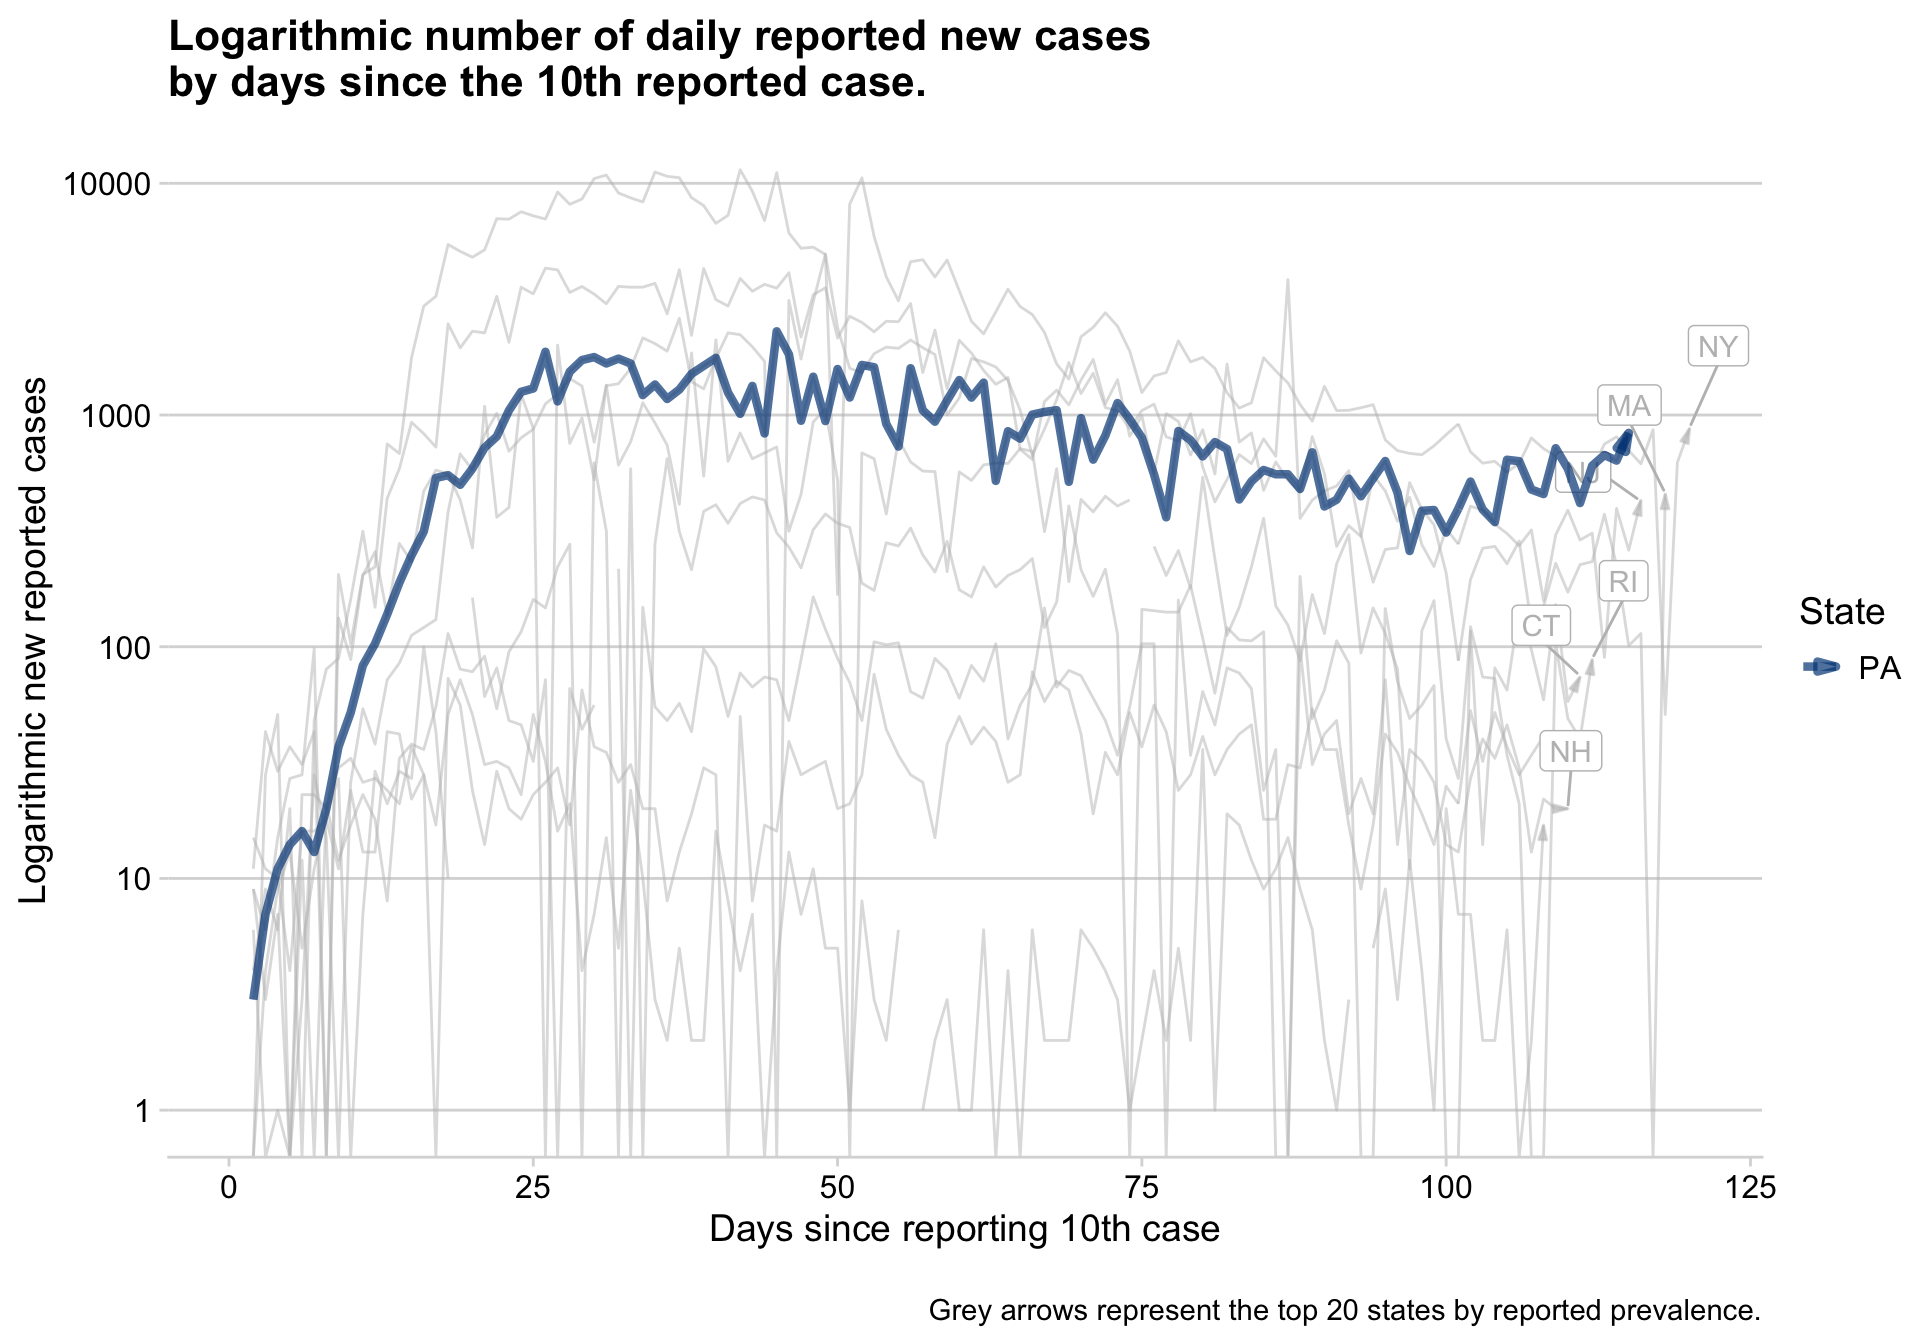 Logarithmic number of daily reported new cases
by days since the 10th reported case.
Logarithmic new reported cases
10000
1000
100
10
1
NY
MA
RI
CT
NH
State
PA
0
25
50
75
100
125
Days since reporting 10th case
Grey arrows represent the top 20 states by reported prevalence.